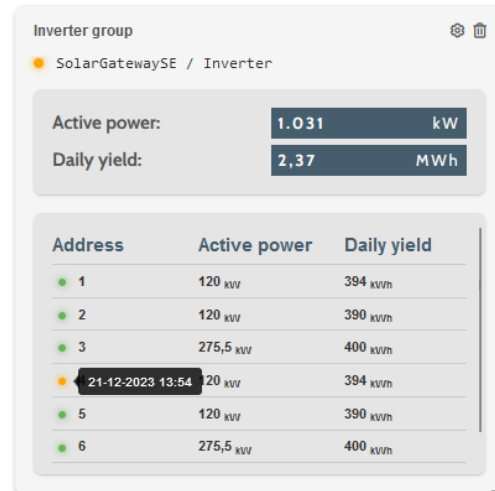 Inverter group
SolarGatewaySE / Inverter
Active power: 1.031 kW
Daily yield: 2,37 MWh
Address Active power Daily yield
1 120 kW 394 kWh
2 120 kW 390 kWh
3 275,5 kW 400 kWh
21-12-2023 13:54 120 kW 394 kWh
5 120 kW 390 kWh
6 275,5 kW 400 kWh